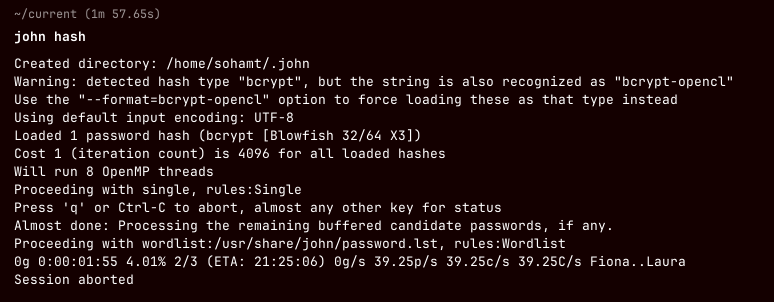 ~/current (1m 57.65s)
john hash
Created directory: /home/sohamt/.john
Warning: detected hash type "bcrypt", but the string is also recognized as "bcrypt-opencl"
Use the "--format=bcrypt-opencl" option to force loading these as that type instead
Using default input encoding: UTF-8
Loaded 1 password hash (bcrypt [Blowfish 32/64 X3])
Cost 1 (iteration count) is 4096 for all loaded hashes
Will run 8 OpenMP threads
Proceeding with single, rules:Single
Press 'q' or Ctrl-C to abort, almost any other key for status
Almost done: Processing the remaining buffered candidate passwords, if any.
Proceeding with wordlist:/usr/share/john/password.lst, rules:Wordlist
0g 0:00:01:55 4.01% 2/3 (ETA: 21:25:06) 0g/s 39.25p/s 39.25c/s 39.25C/s Fiona..Laura
Session aborted